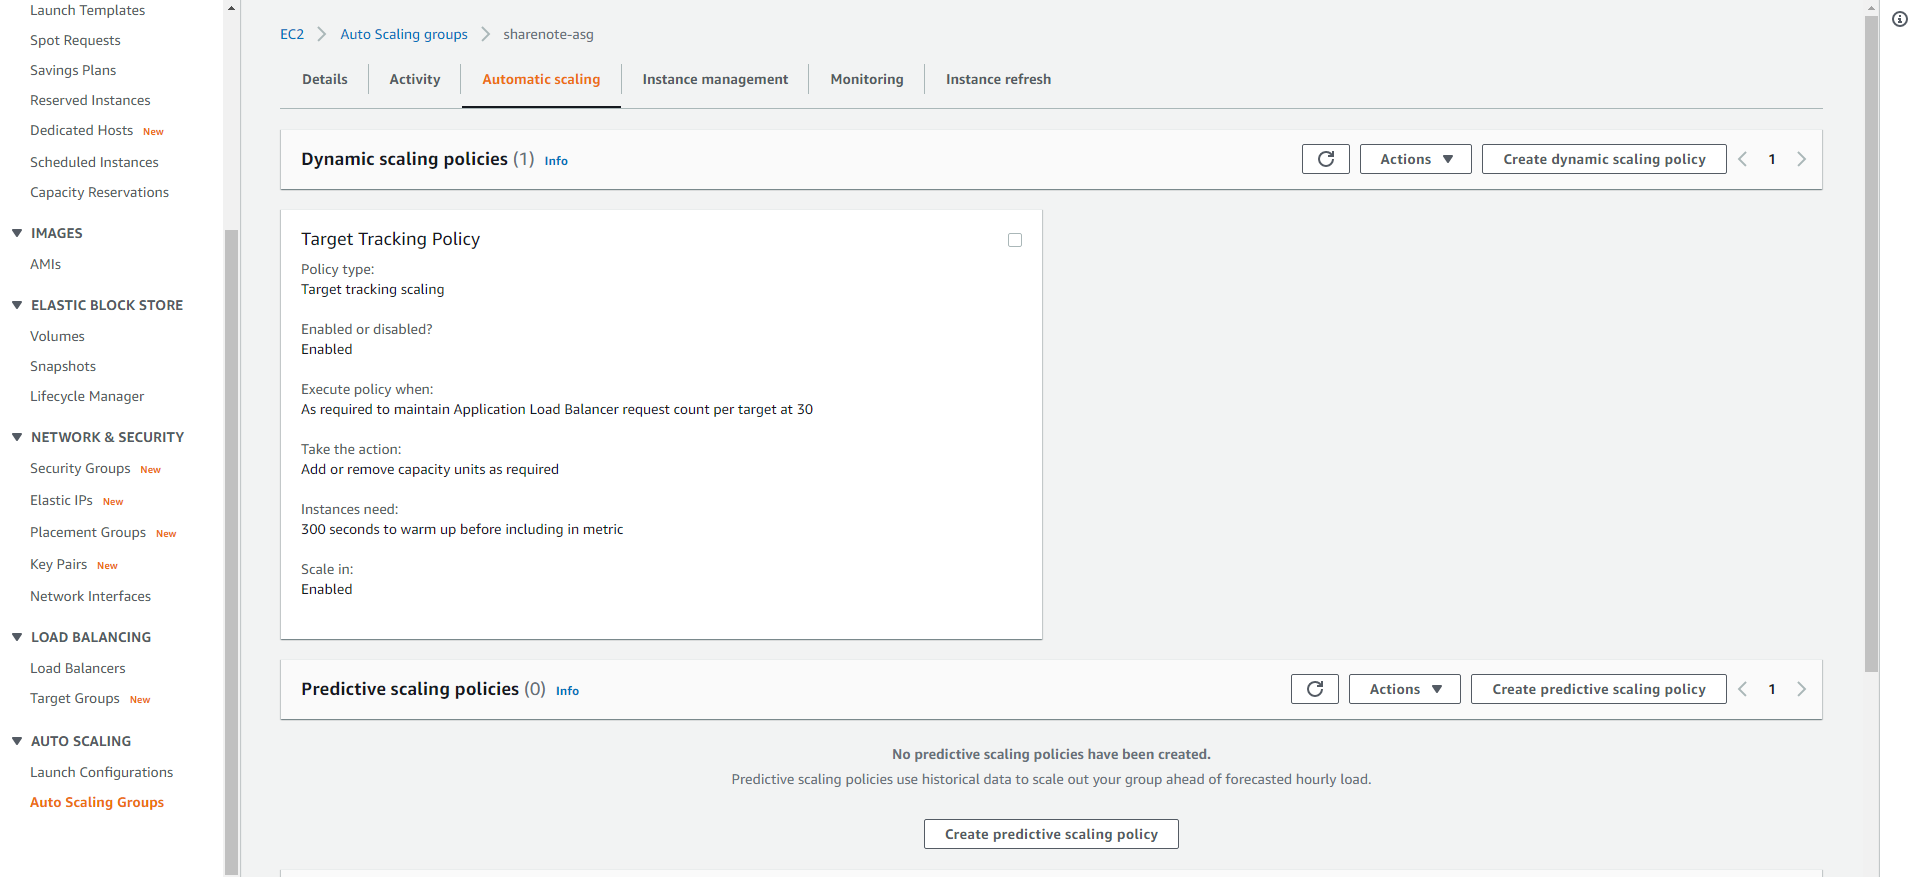 Launch Templates
Spot Requests
Savings Plans
Reserved Instances
Dedicated Hosts New
Scheduled Instances
Capacity Reservations
IMAGES
AMIs
ELASTIC BLOCK STORE
Volumes
Snapshots
Lifecycle Manager
NETWORK & SECURITY
Security Groups New
Elastic IPs New
Placement Groups New
Key Pairs New
Network Interfaces
LOAD BALANCING
Load Balancers
Target Groups New
AUTO SCALING
Launch Configurations
Auto Scaling Groups
EC2 Auto Scaling groups sharenote-asg
Details Activity Automatic scaling Instance management Monitoring Instance refresh
Dynamic scaling policies (1) Info Actions Create dynamic scaling policy 1
Target Tracking Policy
Policy type:
Target tracking scaling
Enabled or disabled?
Enabled
Execute policy when:
As required to maintain Application Load Balancer request count per target at 30
Take the action:
Add or remove capacity units as required
Instances need:
300 seconds to warm up before including in metric
Scale in:
Enabled
Predictive scaling policies (0) Info Actions Create predictive scaling policy 1
No predictive scaling policies have been created.
Predictive scaling policies use historical data to scale out your group ahead of forecasted hourly load.
Create predictive scaling policy